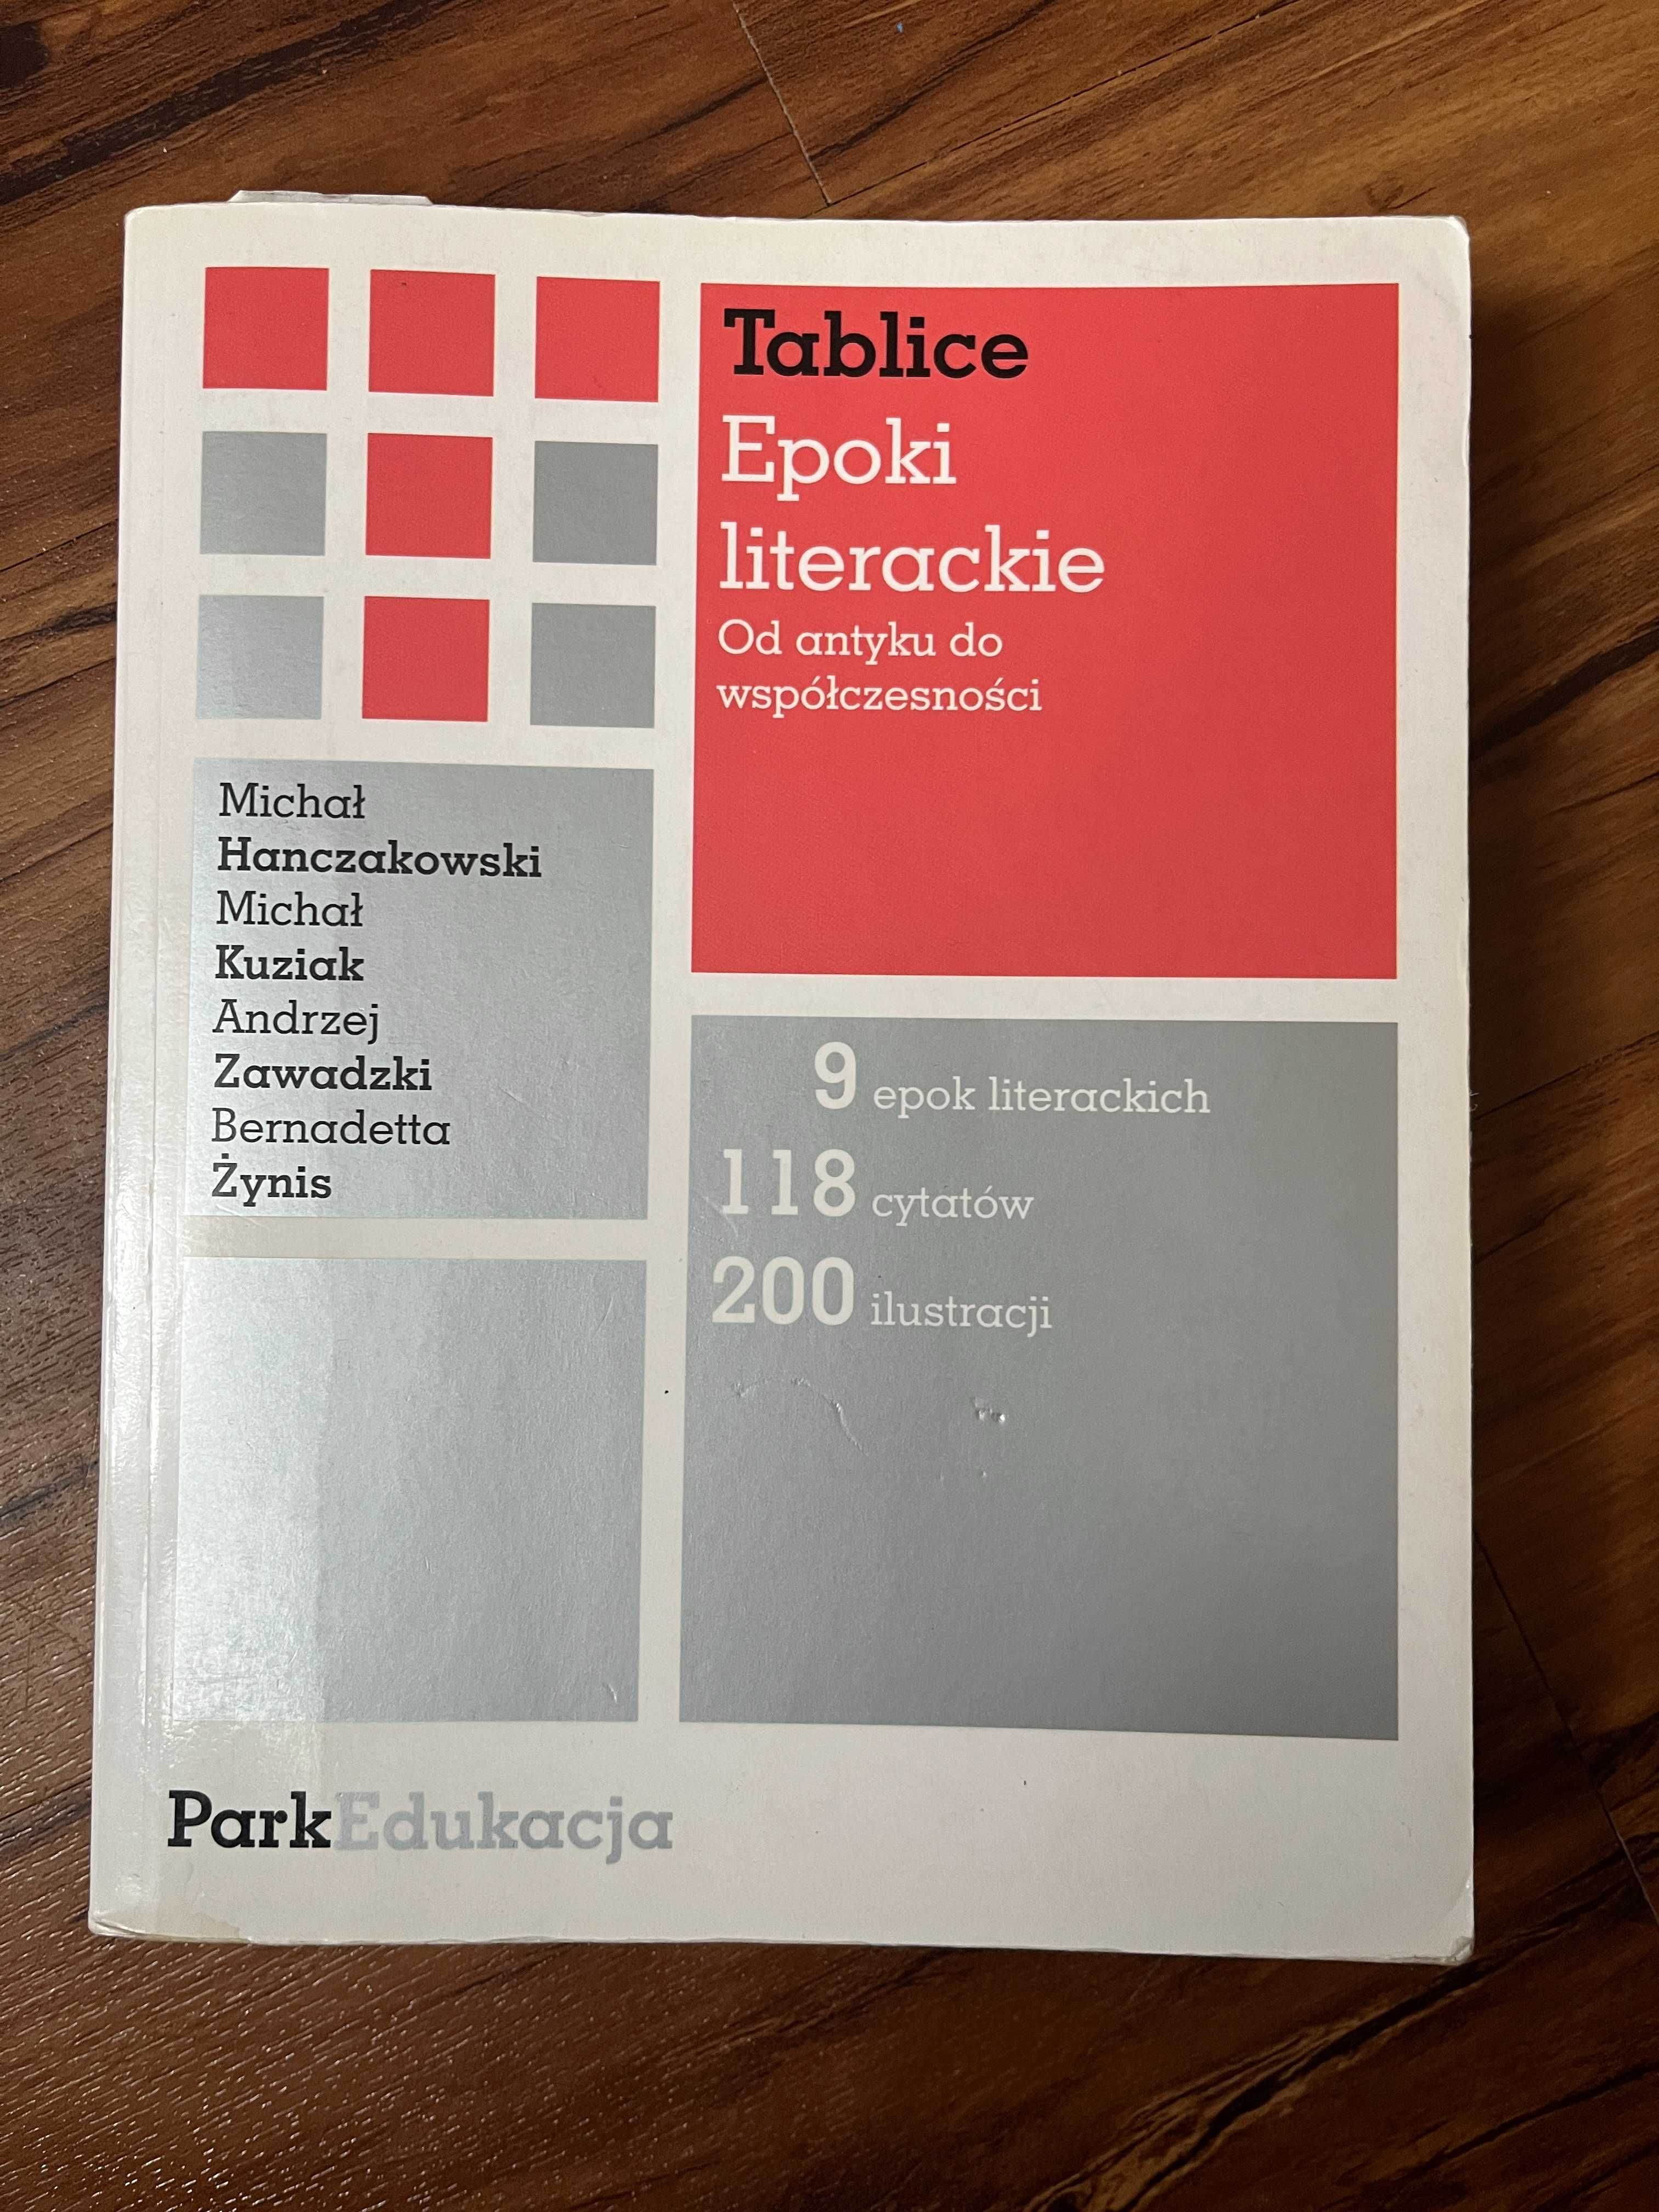 Tablice
Epoki
literackie
Od antyku do
współczesności
Michał
Hanczakowski
Michał
Kuziak
Andrzej
Zawadzki
Bernadetta
Żynis
9 epok literackich
118 cytatów
200 ilustracji
ParkEdukacja